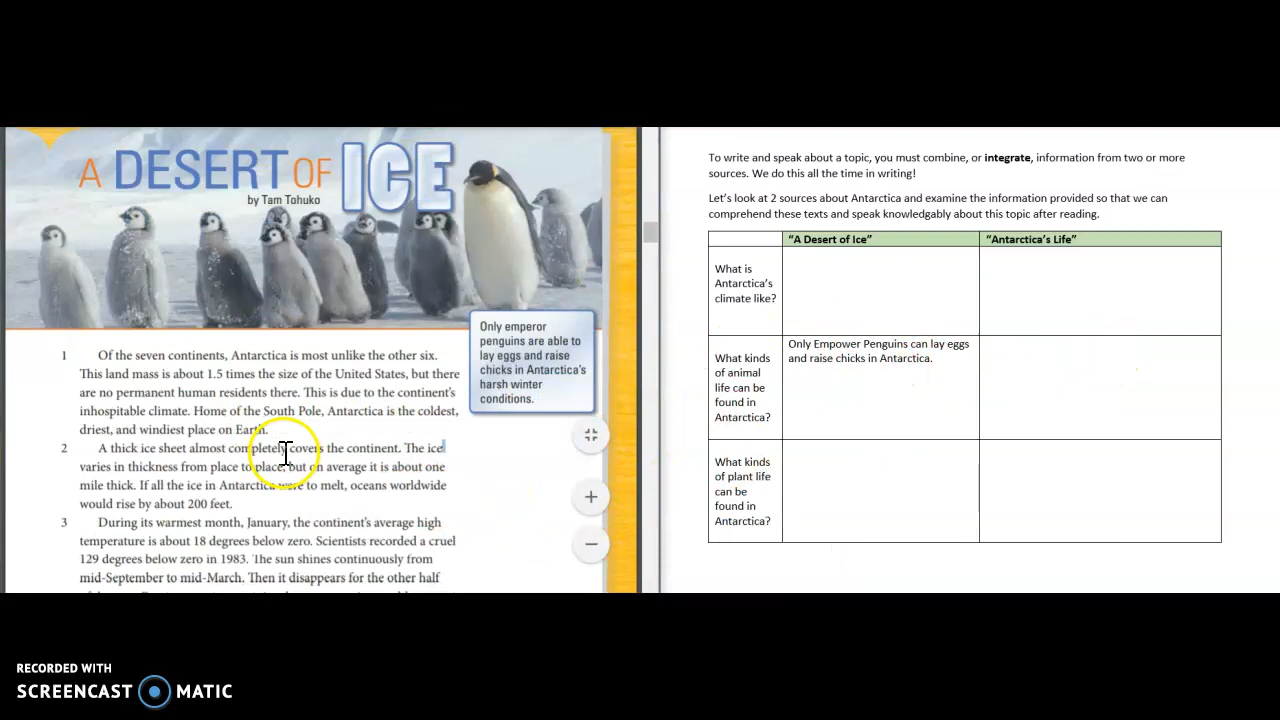 A DESERT OF ICE
by Tam Tohuko
Only emperor
penguins are able to
lay eggs and raise
chicks in Antarctica's
harsh winter
conditions.
1 Of the seven continents, Antarctica is most unlike the other six.
This land mass is about 1.5 times the size of the United States, but there
are no permanent human residents there. This is due to the continent's
inhospitable climate. Home of the South Pole, Antarctica is the coldest,
driest, and windiest place on Earth.
2 A thick ice sheet almost completely covers the continent. The ice
varies in thickness from place to place, but on average it is about one
mile thick. If all the ice in Antarctica were to melt, oceans worldwide
would rise by about 200 feet.
3 During its warmest month, January, the continent's average high
temperature is about 18 degrees below zero. Scientists recorded a cruel
129 degrees below zero in 1983. The sun shines continuously from
mid-September to mid-March. Then it disappears for the other half
To write and speak about a topic, you must combine, or integrate, information from two or more
sources. We do this all the time in writing!
Let's look at 2 sources about Antarctica and examine the information provided so that we can
comprehend these texts and speak knowledgably about this topic after reading.
"A Desert of Ice" "Antarctica's Life"
What is
Antarctica's
climate like?
What kinds
of animal
life can be
found in
Antarctica?
Only Empower Penguins can lay eggs
and raise chicks in Antarctica.
What kinds
of plant life
can be
found in
Antarctica?
RECORDED WITH
SCREENCAST MATIC